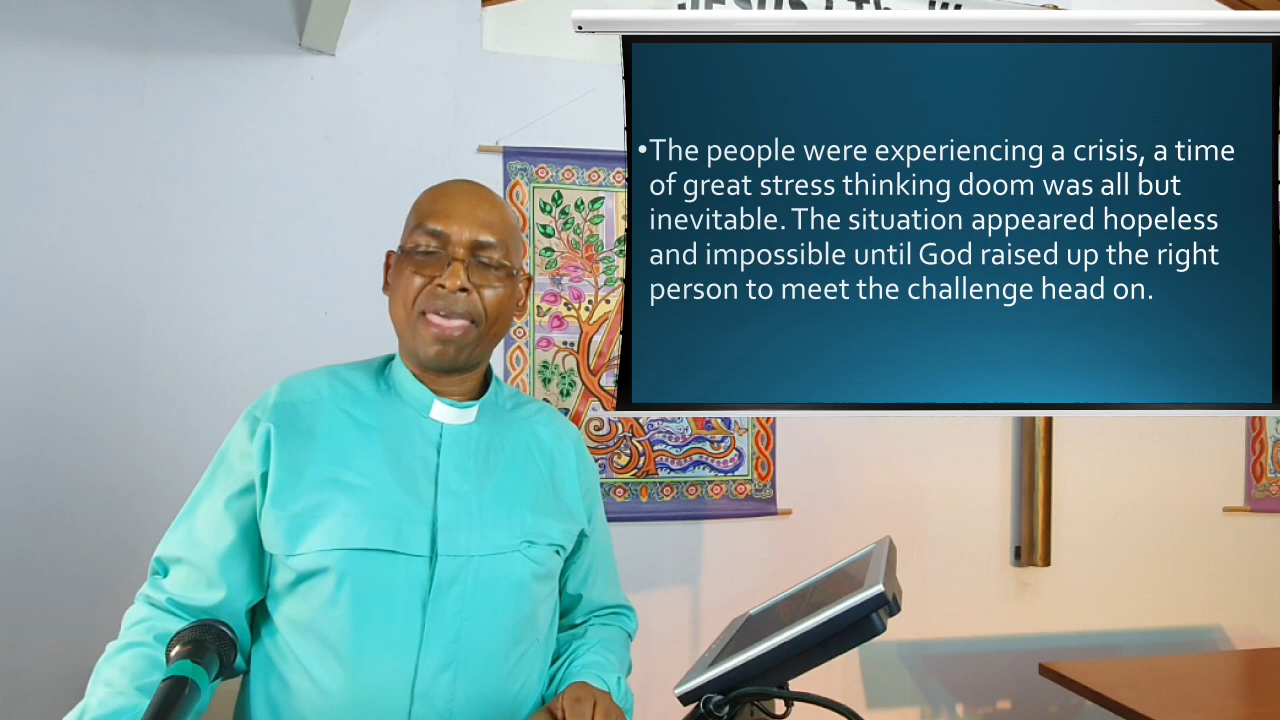 JESUS
•The people were experiencing a crisis, a time
of great stress thinking doom was all but
inevitable. The situation appeared hopeless
and impossible until God raised up the right
person to meet the challenge head on.